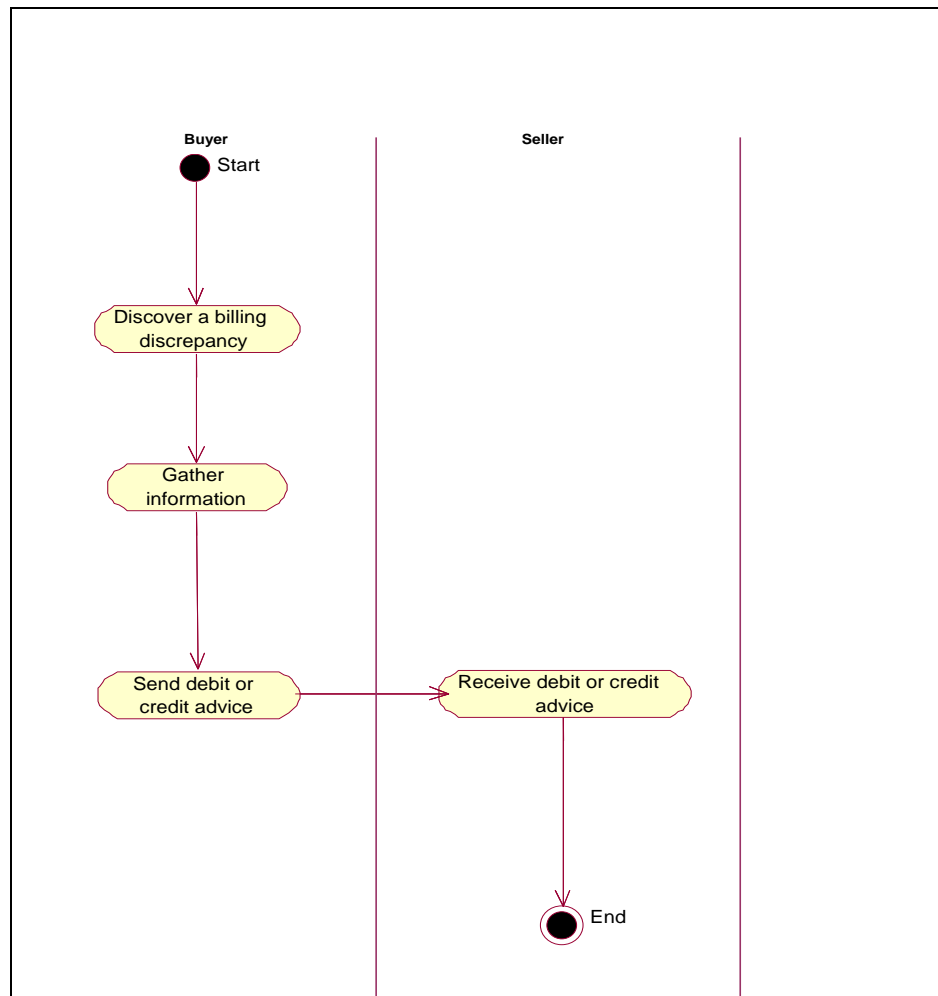 Buyer
Seller
Start
Discover a billing
discrepancy
Gather
information
Send debit or
credit advice
Receive debit or credit
advice
End